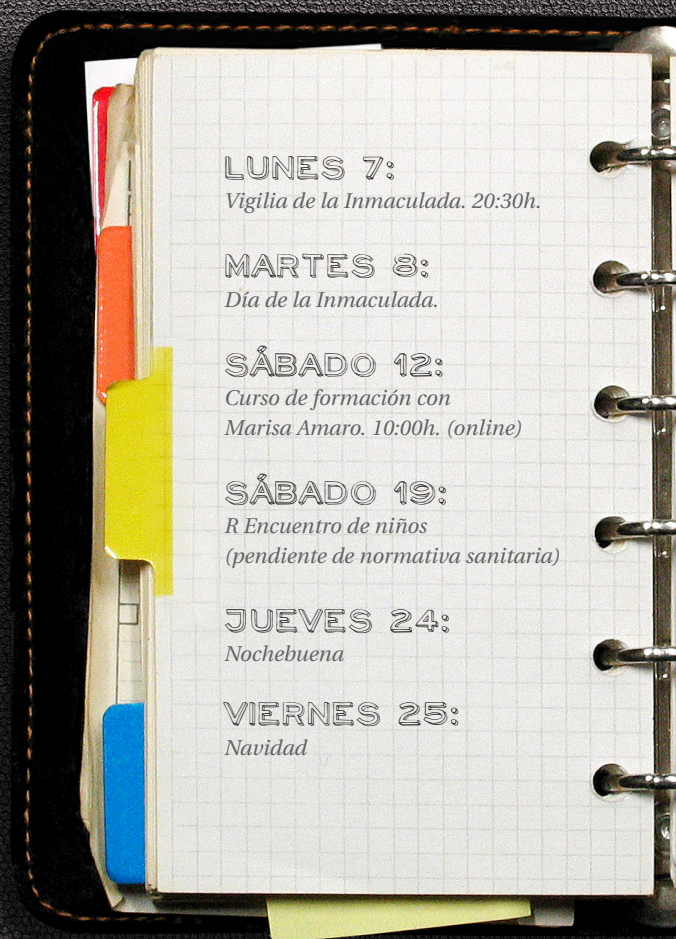 LUNES 7:
Vigilia de la Inmaculada. 20:30h.
MARTES 8:
Día de la Inmaculada.
SÁBADO 12:
Curso de formación con
Marisa Amaro. 10:00h. (online)
SÁBADO 19:
R Encuentro de niños
(pendiente de normativa sanitaria)
JUEVES 24:
Nochebuena
VIERNES 25:
Navidad